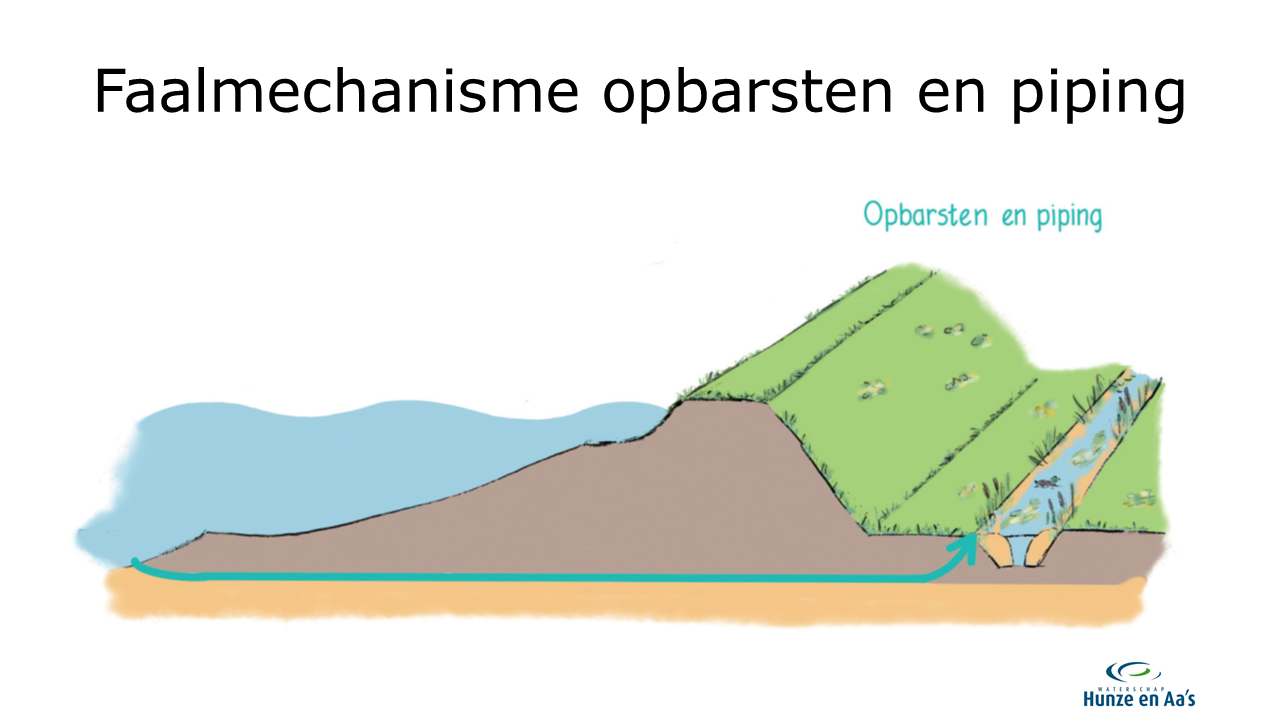 Faalmechanisme opbarsten en piping
Opbarsten en piping
WATERSCHAP
Hunze en Aa's